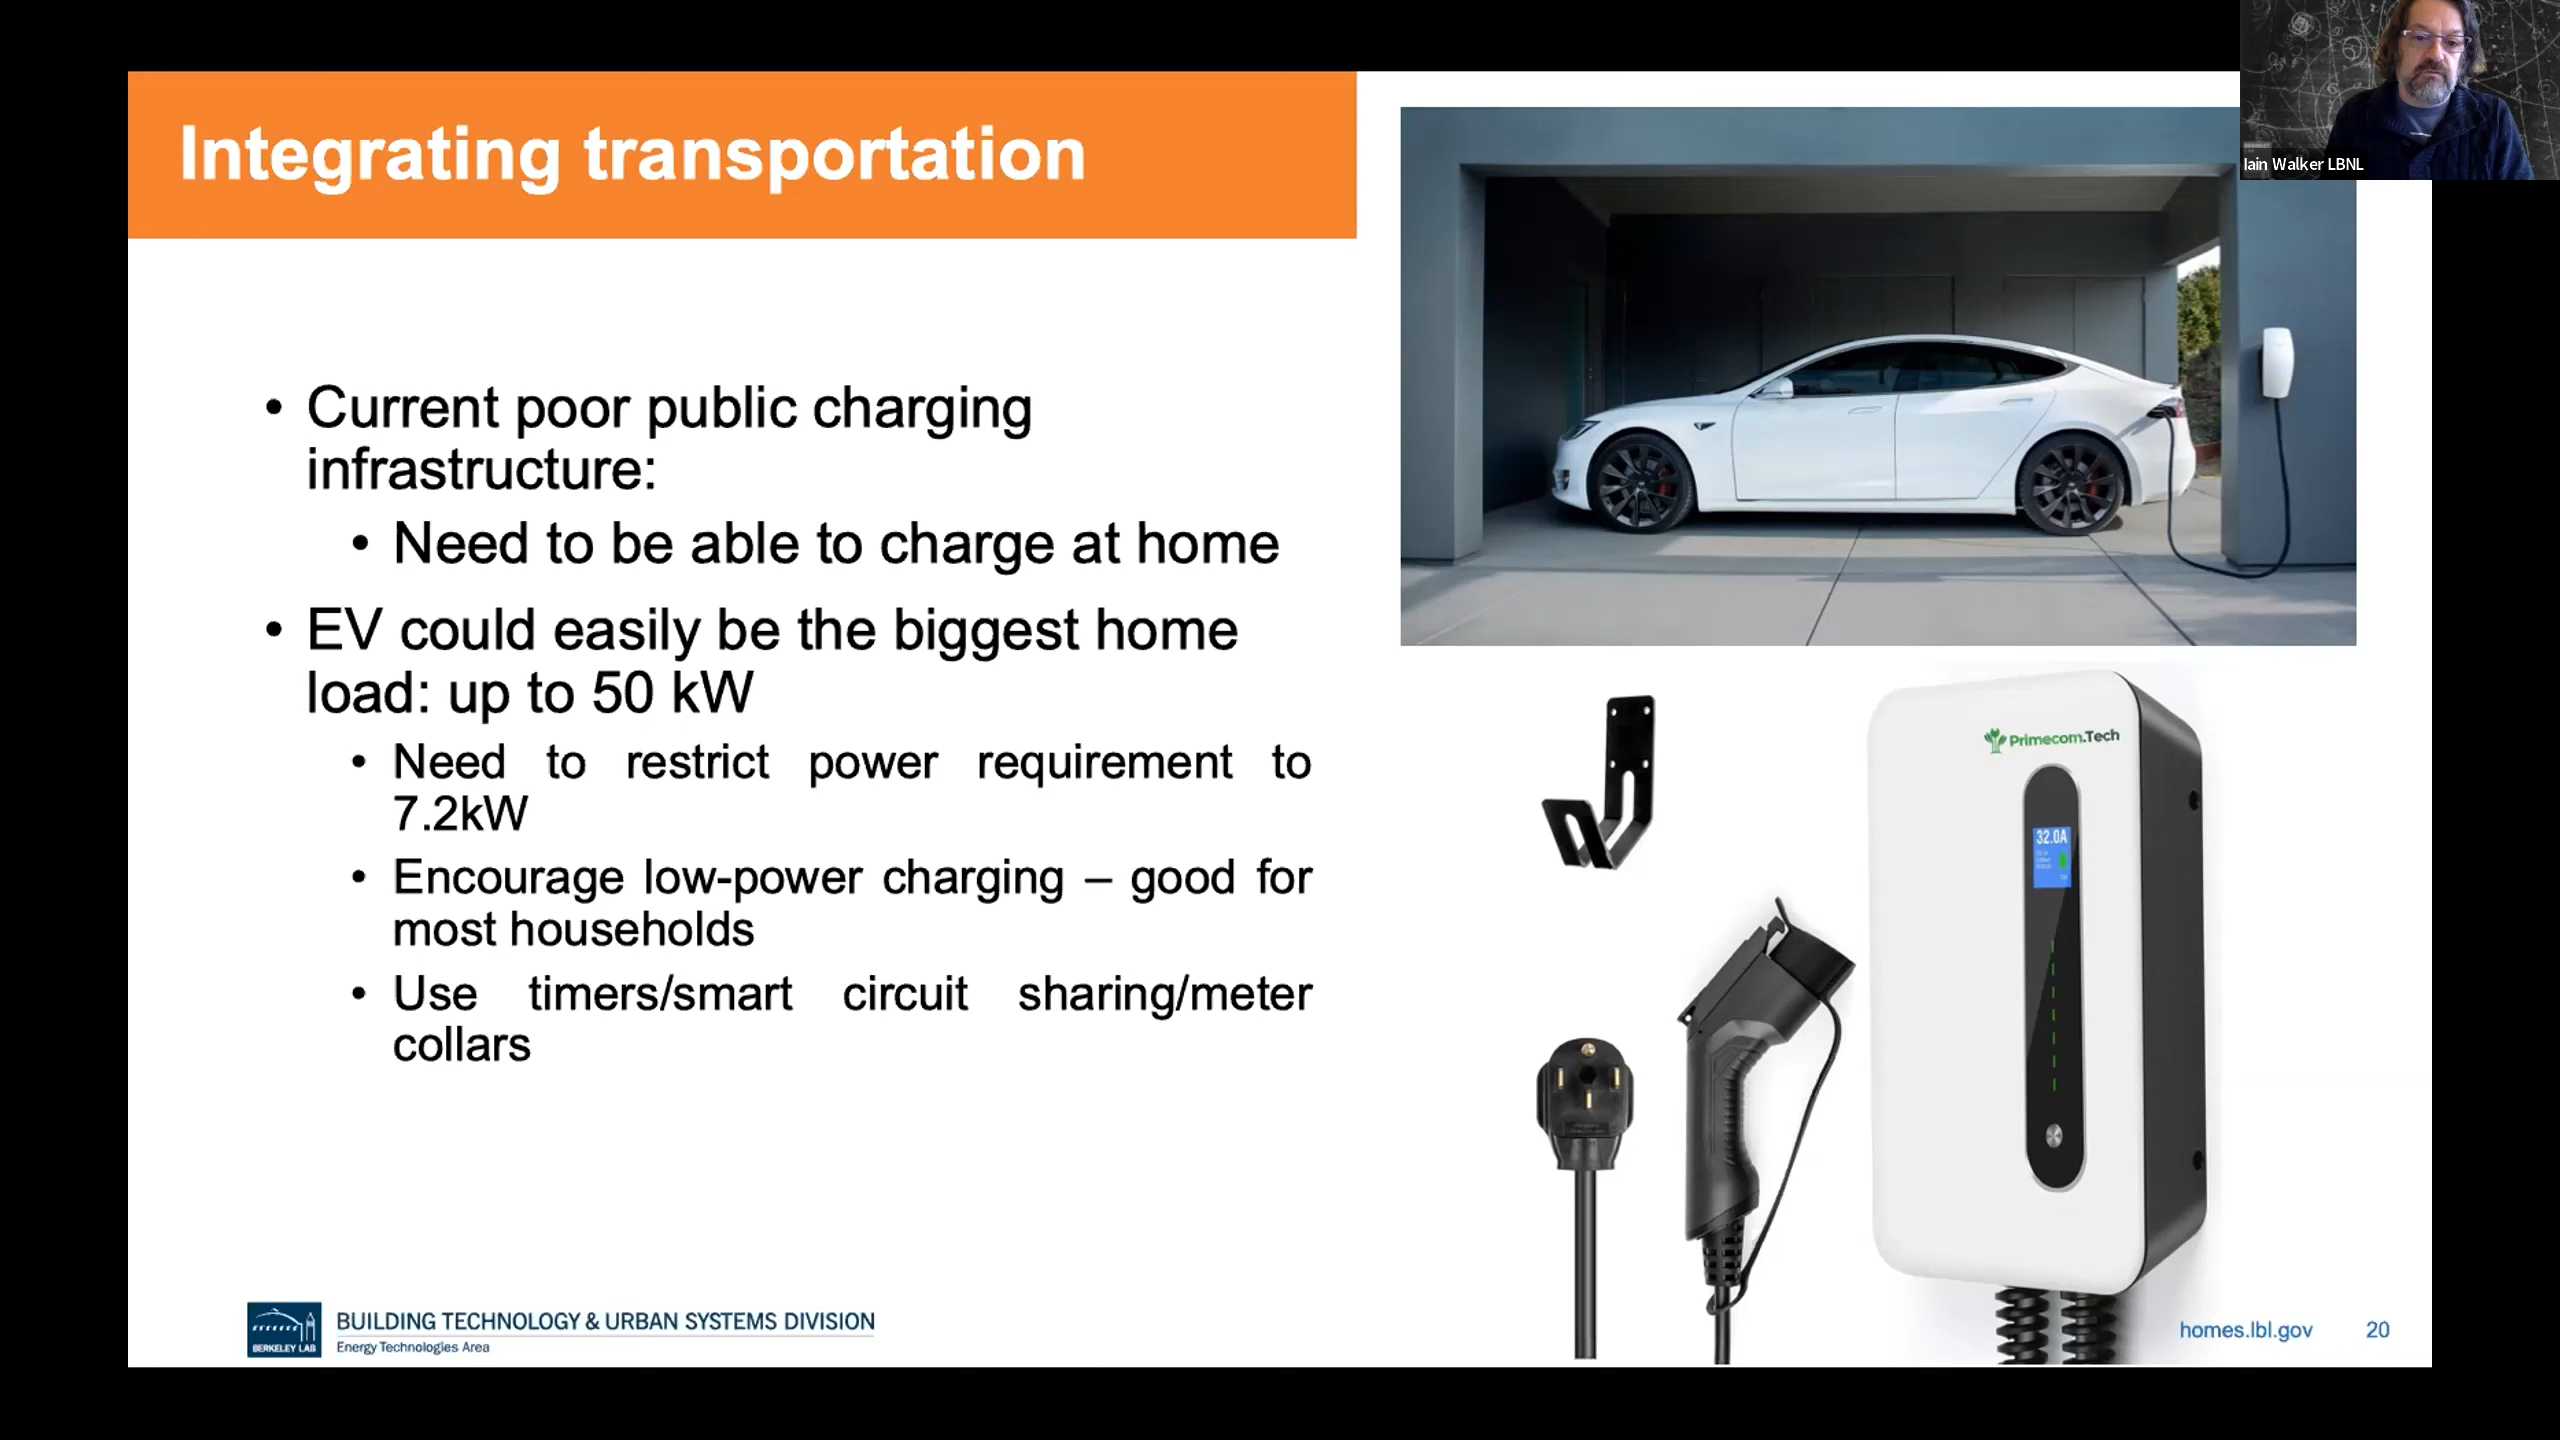 Integrating transportation
Iain Walker LBNL
• Current poor public charging
infrastructure:
• Need to be able to charge at home
• EV could easily be the biggest home
load: up to 50 kW
• Need to restrict power requirement to
7.2kW
• Encourage low-power charging – good for
most households
• Use timers/smart circuit sharing/meter
collars
Primecom.Tech
32.0A
BERKELEY LAB
BUILDING TECHNOLOGY & URBAN SYSTEMS DIVISION
Energy Technologies Area
homes.lbl.gov
20